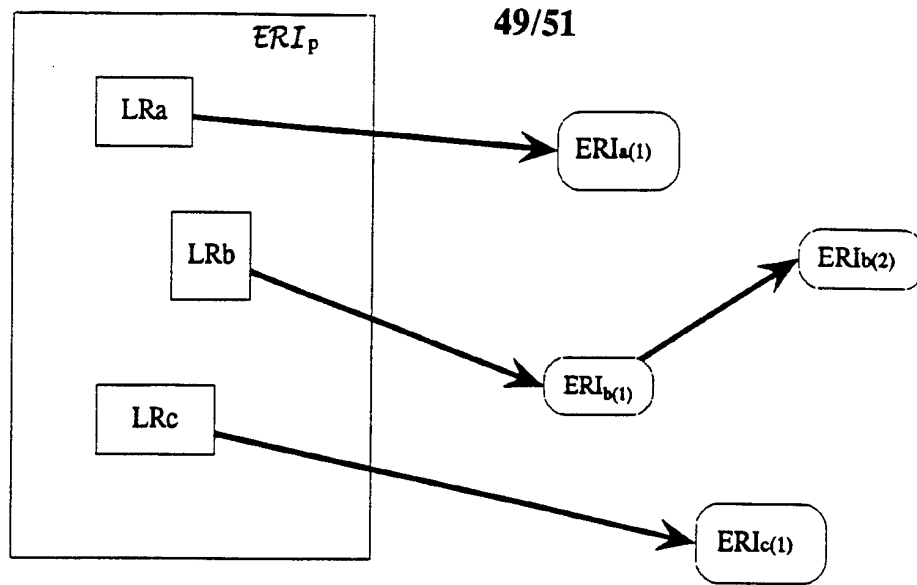 49/51
ERIp
LRa
ERIa(1)
LRb
ERIb(2)
ERIb(1)
LRc
ERIc(1)